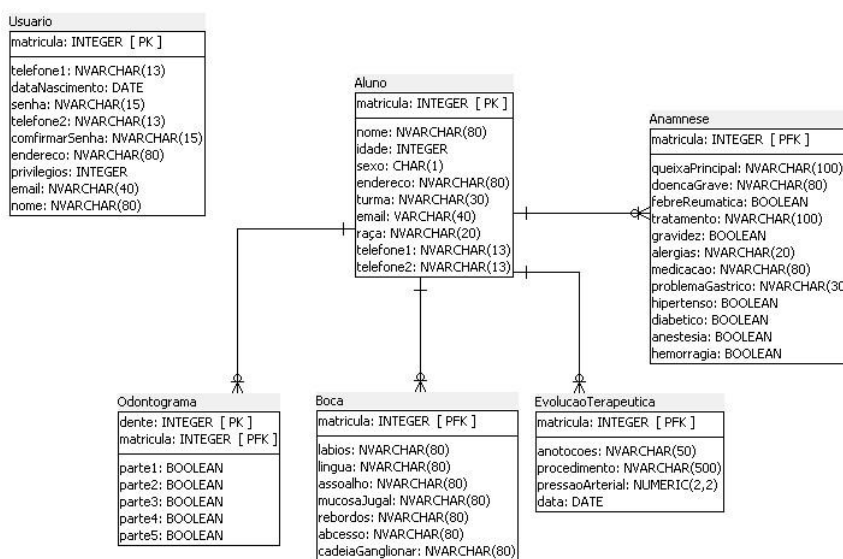 Usuario
matricula: INTEGER [ PK ]
telefone1: NVARCHAR(13)
dataNascimento: DATE
senha: NVARCHAR(15)
telefone2: NVARCHAR(13)
comfirmarSenha: NVARCHAR(15)
endereco: NVARCHAR(80)
privilegios: INTEGER
email: NVARCHAR(40)
nome: NVARCHAR(80)
Aluno
matricula: INTEGER [ PK ]
nome: NVARCHAR(80)
idade: INTEGER
sexo: CHAR(1)
endereco: NVARCHAR(80)
turma: NVARCHAR(30)
email: VARCHAR(40)
raça: NVARCHAR(20)
telefone1: NVARCHAR(13)
telefone2: NVARCHAR(13)
Anamnese
matricula: INTEGER [ PFK ]
queixaPrincipal: NVARCHAR(100)
doencaGrave: NVARCHAR(80)
febreReumatica: BOOLEAN
tratamento: NVARCHAR(100)
gravidez: BOOLEAN
alergias: NVARCHAR(20)
medicacao: NVARCHAR(80)
problemaGastrico: NVARCHAR(30
hipertenso: BOOLEAN
diabetico: BOOLEAN
anestesia: BOOLEAN
hemorragia: BOOLEAN
Odontograma
dente: INTEGER [ PK ]
matricula: INTEGER [ PFK ]
parte1: BOOLEAN
parte2: BOOLEAN
parte3: BOOLEAN
parte4: BOOLEAN
parte5: BOOLEAN
Boca
matricula: INTEGER [ PFK ]
labios: NVARCHAR(80)
lingua: NVARCHAR(80)
assoalho: NVARCHAR(80)
mucosaJugal: NVARCHAR(80)
rebordos: NVARCHAR(80)
abcesso: NVARCHAR(80)
cadeiaGanglionar: NVARCHAR(80)
EvolucaoTerapeutica
matricula: INTEGER [ PFK ]
anotocoes: NVARCHAR(50)
procedimento: NVARCHAR(500)
pressaoArterial: NUMERIC(2,2)
data: DATE